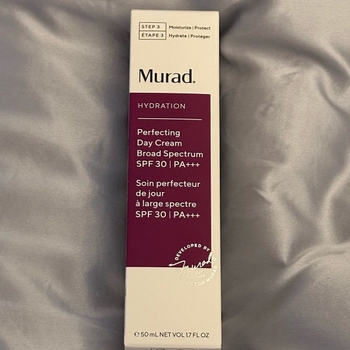 STEP 3 Moisturize | Protect
ÉTAPE 3 Hydrate | Protéger
Murad.
HYDRATION
Perfecting
Day Cream
Broad Spectrum
SPF 30 | PA+++
Soin perfecteur
de jour
à large spectre
SPF 30 | PA+++
DEVELOPED BY
Murad
℮ 50 mL NET VOL 1.7 FL OZ